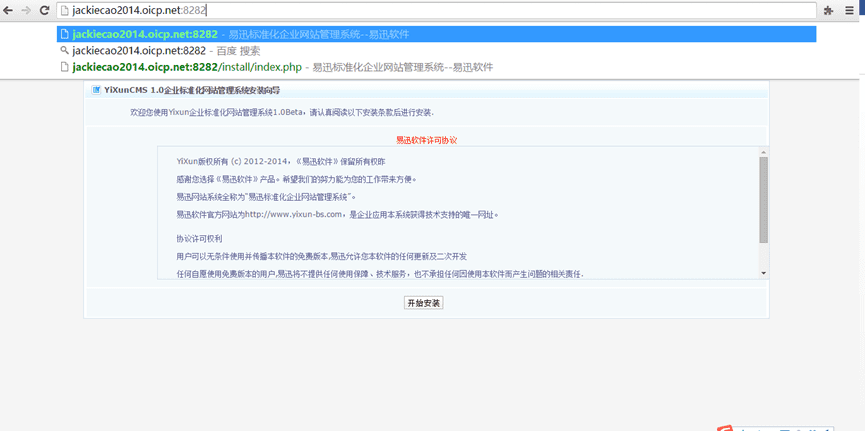 jackiecao2014.oicp.net:8282
jackiecao2014.oicp.net:8282 - 易迅标准化企业网站管理系统--易迅软件
jackiecao2014.oicp.net:8282 - 百度 搜索
jackiecao2014.oicp.net:8282/install/index.php - 易迅标准化企业网站管理系统--易迅软件
YiXunCMS 1.0企业标准化网站管理系统安装向导
欢迎您使用Yixun企业标准化网站管理系统1.0Beta，请认真阅读以下安装条款后进行安装.
易迅软件许可协议
YiXun版权所有 (c) 2012-2014，《易迅软件》保留所有权昨
感谢您选择《易迅软件》产品。希望我们的努力能为您的工作带来方便。
易迅网站系统全称为"易迅标准化企业网站管理系统"。
易迅软件官方网站为http://www.yixun-bs.com，是企业应用本系统获得技术支持的唯一网址。
协议许可权利
用户可以无条件使用并传播本软件的免费版本,易迅允许您本软件的任何更新及二次开发
任何自愿使用免费版本的用户,易迅将不提供任何使用保障、技术服务，也不承担任何因使用本软件而产生问题的相关责任.
开始安装